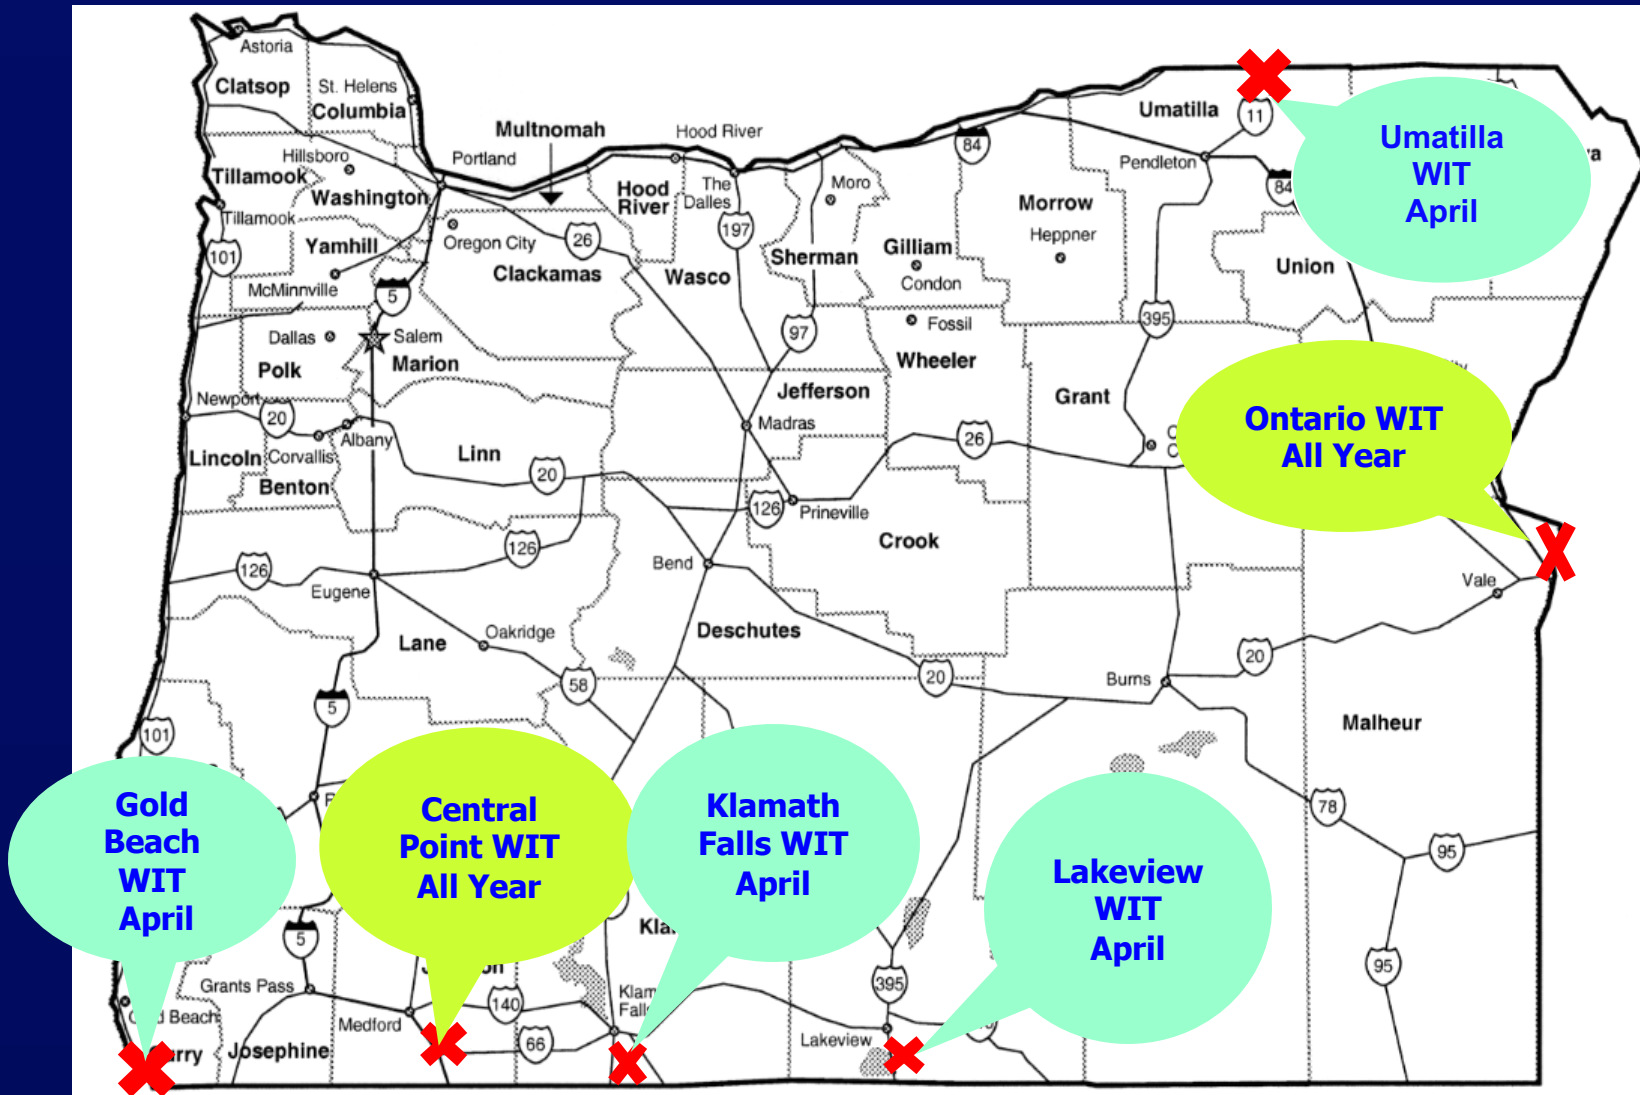 Astoria
Clatsop
St. Helens
Columbia
Multnomah
Hood River
Portland
Hillsboro
Tillamook
Washington
Tillamook
101
Yamhill
McMinnville
Oregon City
26
Clackamas
Hood
River
The
Dalles
197
Wasco
Moro
Sherman
Gilliam
Condon
84
Morrow
Heppner
Umatilla
11
Pendleton
84
Union
Umatilla
WIT
April
5
Dallas
Salem
Polk
Marion
97
Fossil
Wheeler
395
Jefferson
Grant
Newport
20
Albany
Lincoln
Corvallis
Benton
Linn
20
Madras
26
Ontario WIT
All Year
126
Prineville
Crook
126
126
Eugene
Bend
Vale
Lane
Oakridge
Deschutes
58
20
Burns
20
5
101
Malheur
78
95
95
Gold
Beach
WIT
April
Central
Point WIT
All Year
Klamath
Falls WIT
April
Lakeview
WIT
April
5
Grants Pass
Medford
140
66
Josephine
395
Lakeview